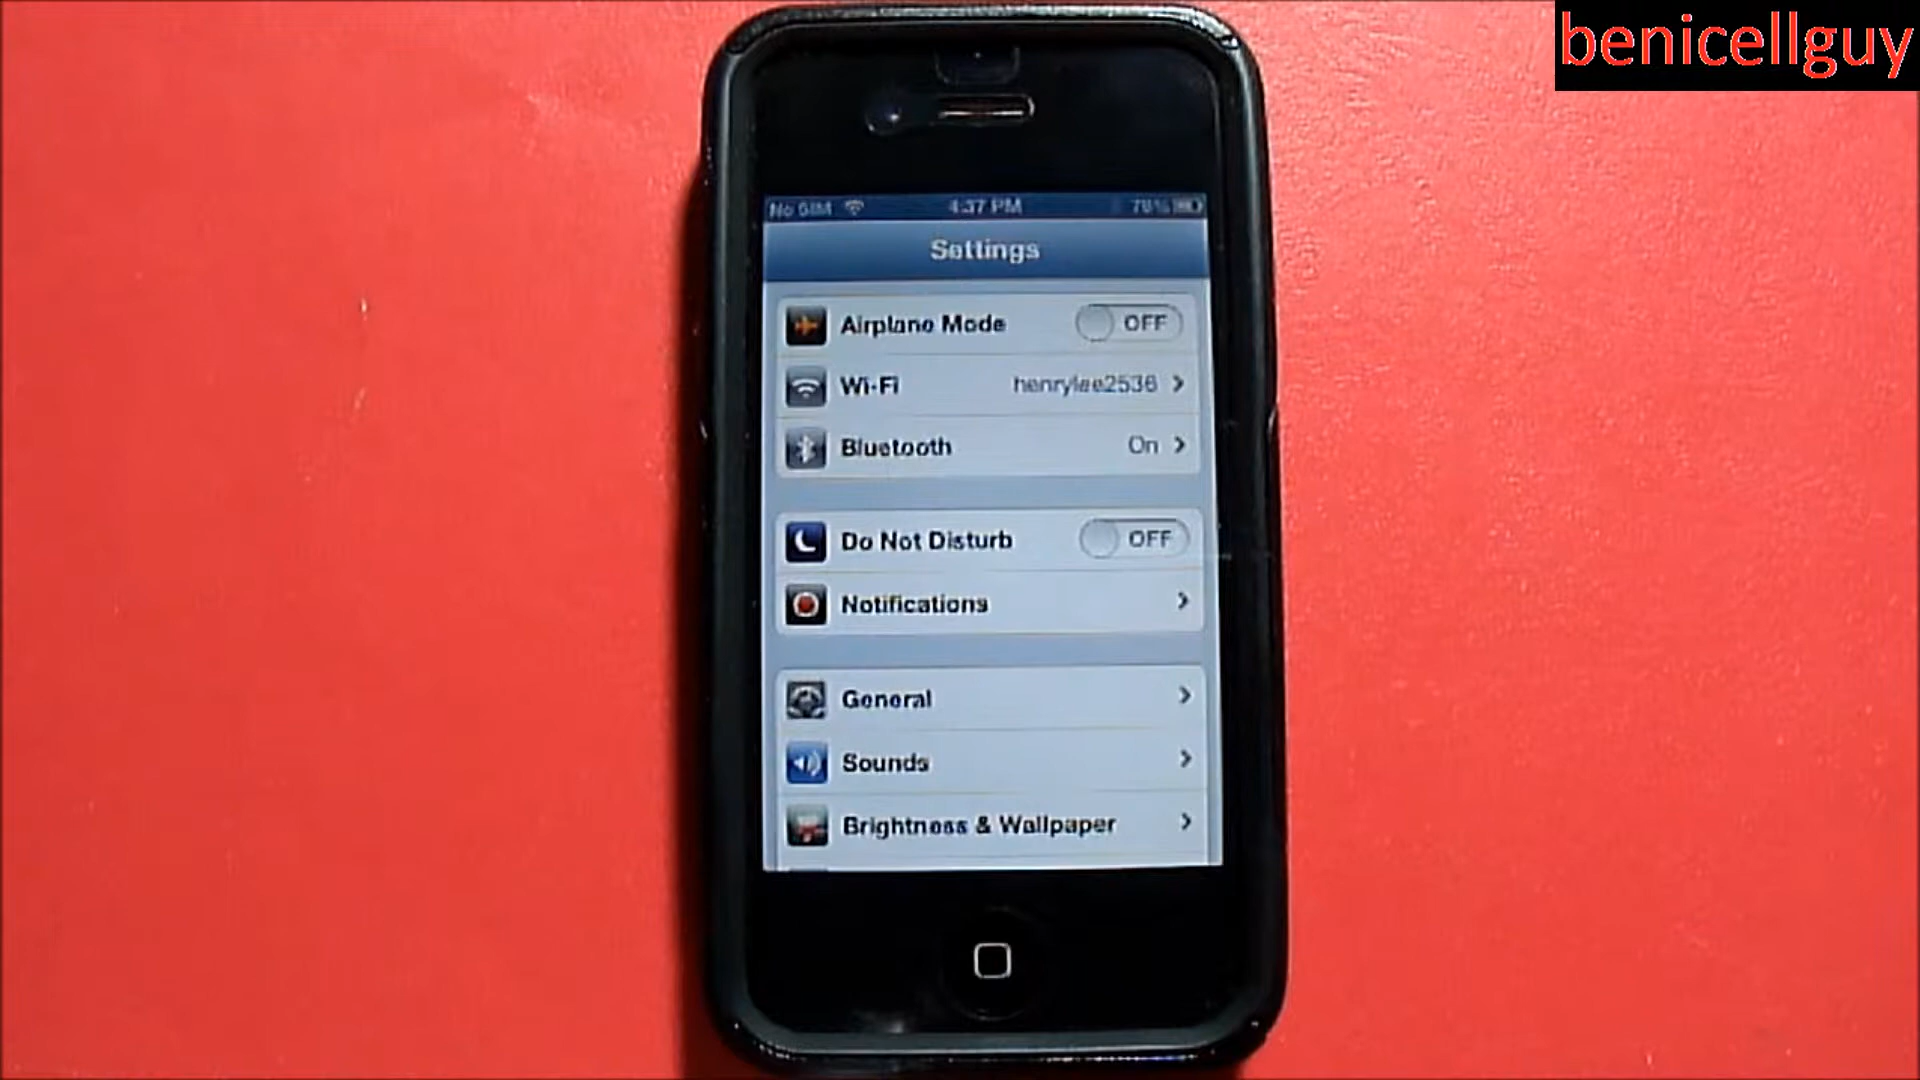 benicellguy
No SIM 4:37 PM 78%
Settings
Airplane Mode OFF
Wi-Fi henrylee2536
Bluetooth On
Do Not Disturb OFF
Notifications
General
Sounds
Brightness & Wallpaper